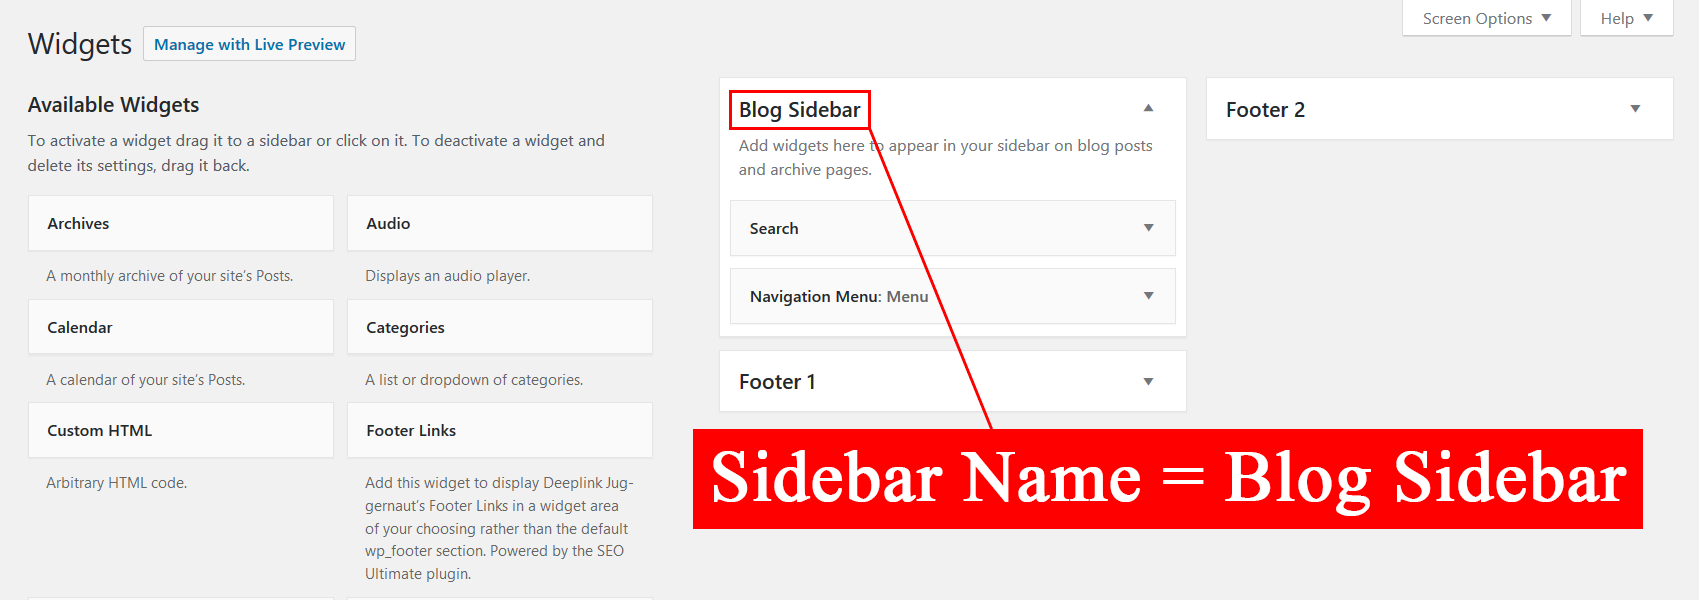 Screen Options
Help
Widgets
Manage with Live Preview
Available Widgets
To activate a widget drag it to a sidebar or click on it. To deactivate a widget and
delete its settings, drag it back.
Archives
Audio
A monthly archive of your site's Posts.
Displays an audio player.
Calendar
Categories
A calendar of your site's Posts.
A list or dropdown of categories.
Custom HTML
Footer Links
Arbitrary HTML code.
Add this widget to display Deeplink Jug-
gernaut's Footer Links in a widget area
of your choosing rather than the default
wp_footer section. Powered by the SEO
Ultimate plugin.
Blog Sidebar
Add widgets here to appear in your sidebar on blog posts
and archive pages.
Search
Navigation Menu: Menu
Footer 1
Footer 2
Sidebar Name = Blog Sidebar